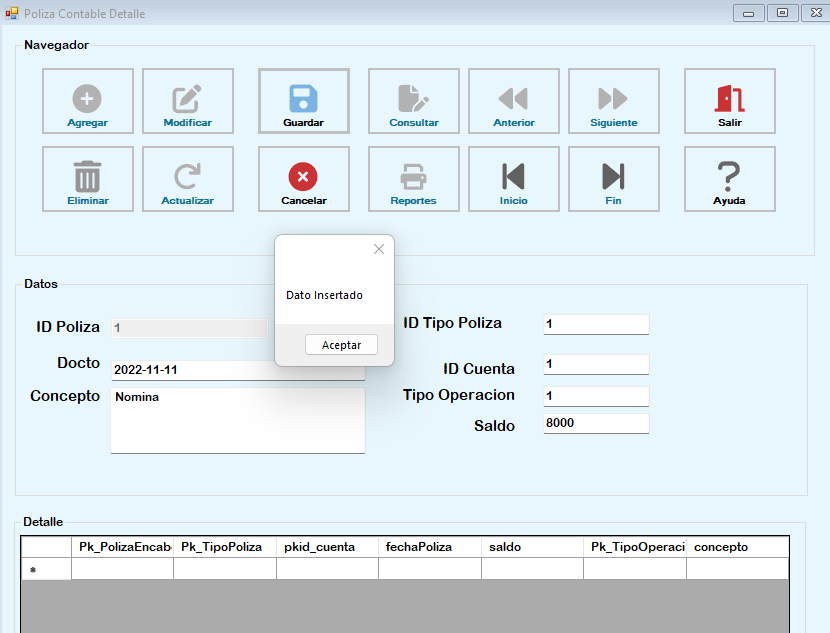 Poliza Contable Detalle
Navegador
Agregar Modificar Guardar Consultar Anterior Siguiente Salir
Eliminar Actualizar Cancelar Reportes Inicio Fin Ayuda
Dato Insertado
Aceptar
Datos
ID Poliza 1
Docto 2022-11-11
Concepto Nomina
ID Tipo Poliza 1
ID Cuenta 1
Tipo Operacion 1
Saldo 8000
Detalle
Pk_PolizaEncab Pk_TipoPoliza pkid_cuenta fechaPoliza saldo Pk_TipoOperaci concepto
*